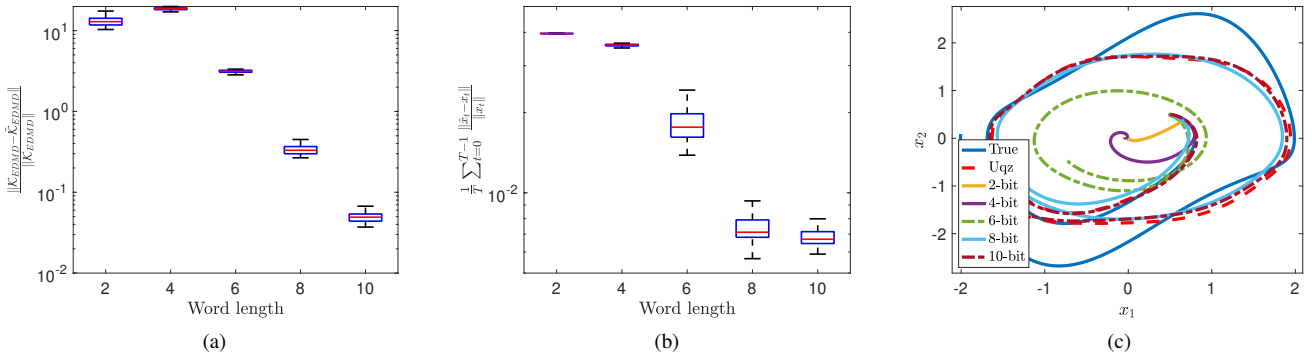 10^1
10^0
10^-1
10^-2
||K_EDMD − K̃_EDMD||
||K_EDMD||
2 4 6 8 10
Word length
(a)
10^-2
1/T ∑_{t=0}^{T−1} ||x̂_t − x_t|| / ||x_t||
2 4 6 8 10
Word length
(b)
2
1
0
-1
-2
x_2
True
Uqz
2-bit
4-bit
6-bit
8-bit
10-bit
-2 -1 0 1 2
x_1
(c)